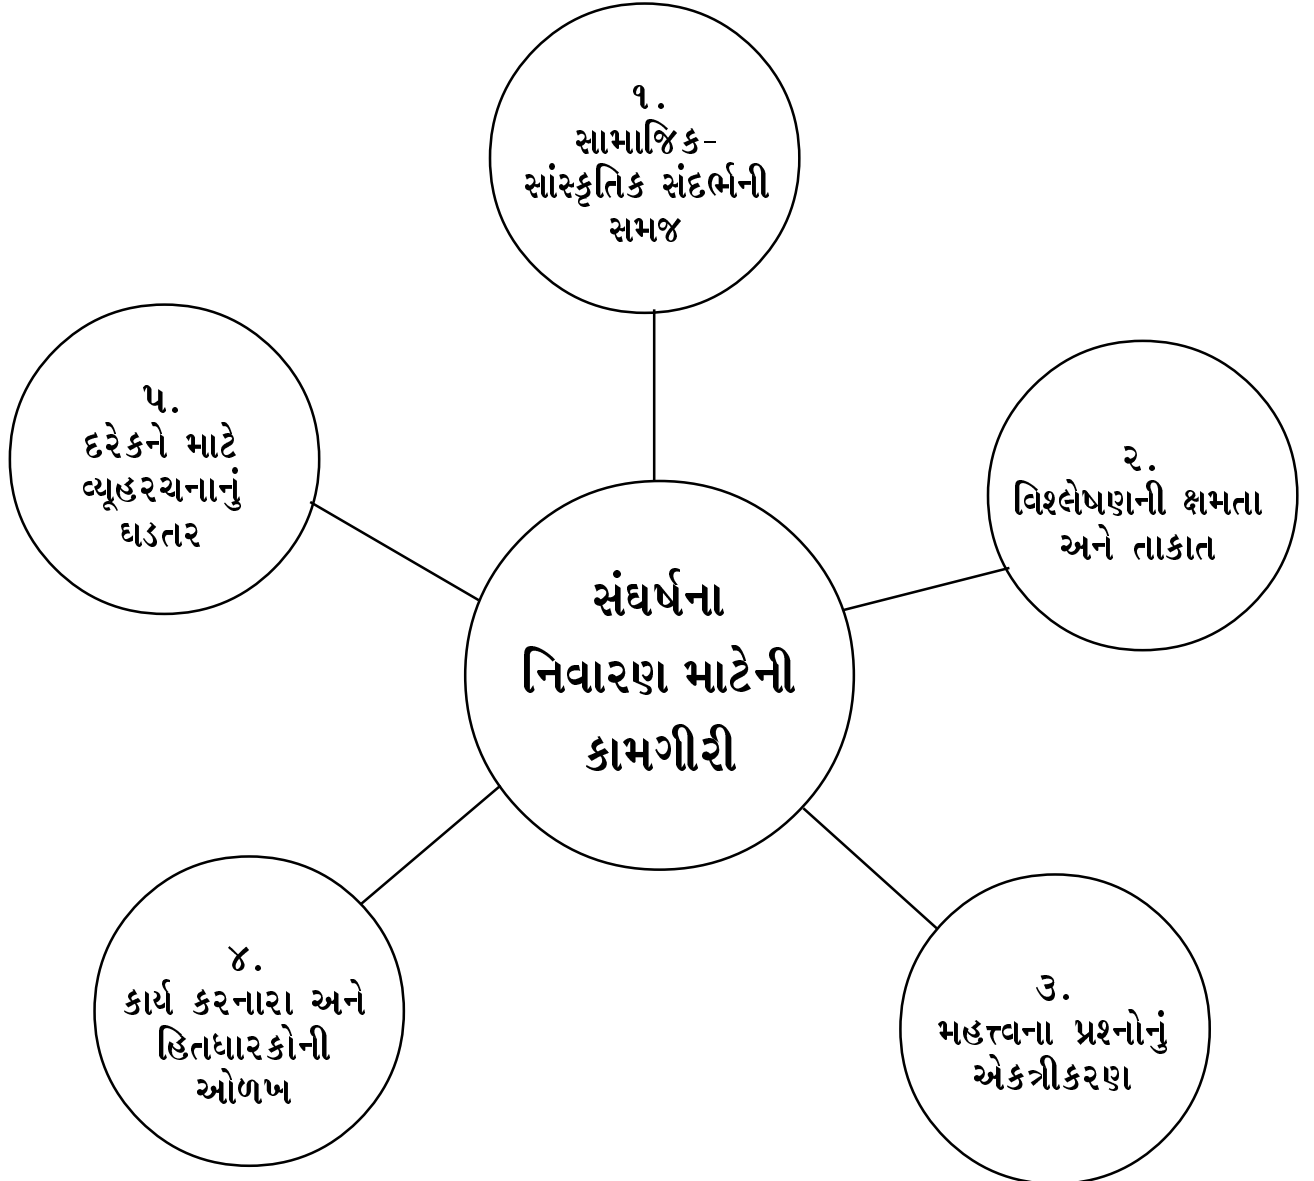 ૧.
સામાજિક-
સાંસ્કૃતિક સંદર્ભની
સમજ
૨.
વિશ્લેષણની ક્ષમતા
અને તાકાત
૩.
મહત્ત્વના પ્રશ્નોનું
એકત્રીકરણ
૪.
કાર્ય કરનારા અને
હિતધારકોની
ઓળખ
૫.
દરેકને માટે
વ્યૂહરચનાનું
ઘડતર
સંઘર્ષના
નિવારણ માટેની
કામગીરી